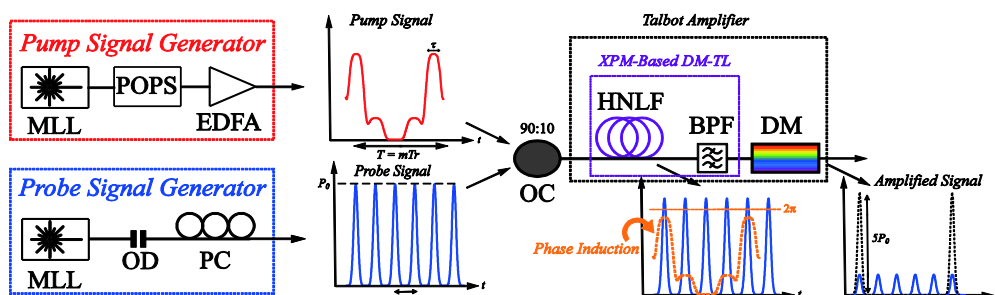 Pump Signal Generator
MLL
POPS
EDFA
Probe Signal Generator
MLL
OD
PC
Pump Signal
τ
t
T = mTr
Probe Signal
P₀
t
90:10
OC
Talbot Amplifier
XPM-Based DM-TL
HNLF
BPF
DM
2π
Phase Induction
t
Amplified Signal
5P₀
t